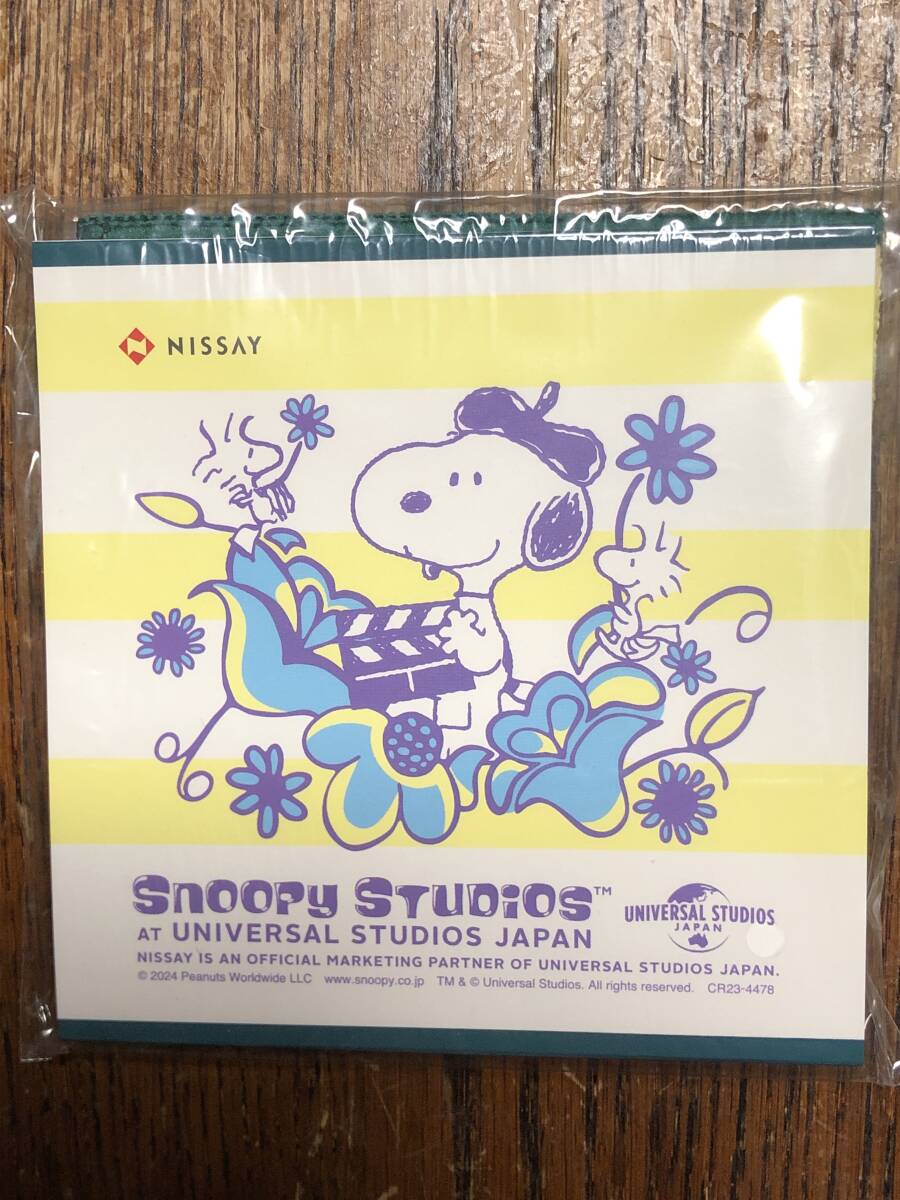 NISSAY
Snoopy Studios™
AT UNIVERSAL STUDIOS JAPAN
UNIVERSAL STUDIOS
JAPAN
NISSAY IS AN OFFICIAL MARKETING PARTNER OF UNIVERSAL STUDIOS JAPAN.
© 2024 Peanuts Worldwide LLC www.snoopy.co.jp TM & © Universal Studios. All rights reserved. CR23-4478